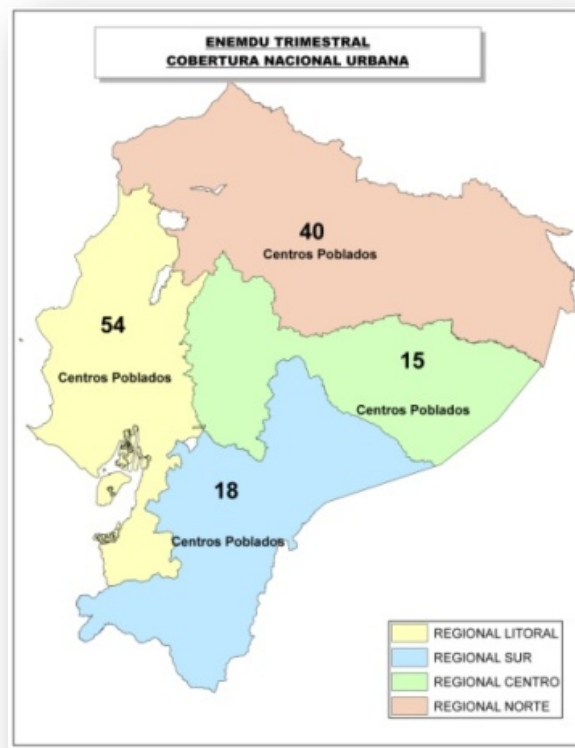 ENEMDU TRIMESTRAL
COBERTURA NACIONAL URBANA
40
Centros Poblados
54
Centros Poblados
15
Centros Poblados
18
Centros Poblados
REGIONAL LITORAL
REGIONAL SUR
REGIONAL CENTRO
REGIONAL NORTE